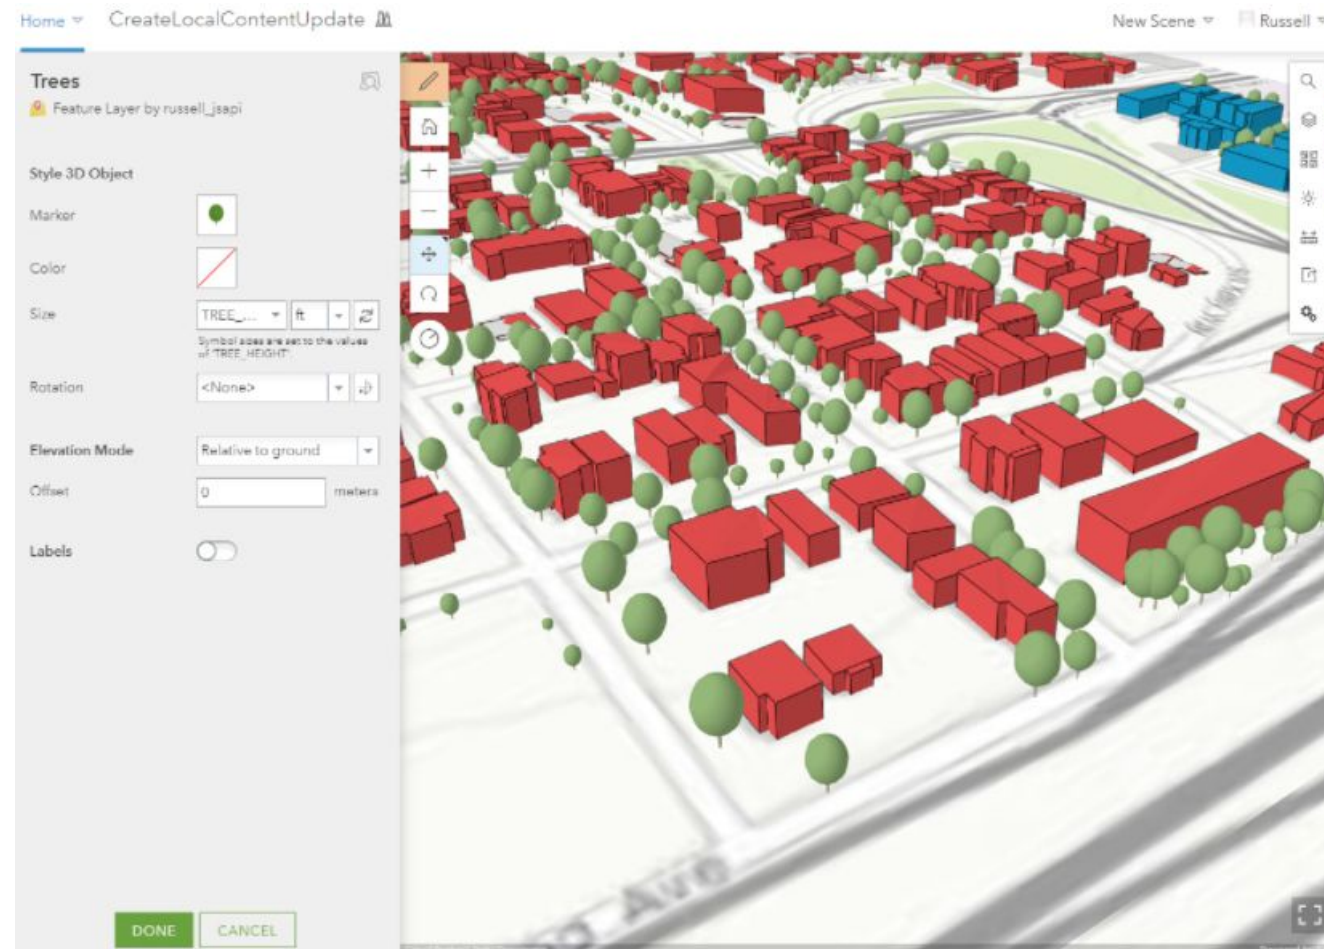 Home CreateLocalContentUpdate New Scene Russell
Trees
Feature Layer by russell_jsapi
Style 3D Object
Marker
Color
Size TREE_... ft
Symbol sizes are set to the values
of 'TREE_HEIGHT'.
Rotation <None>
Elevation Mode Relative to ground
Offset 0 meters
Labels
Ave
DONE CANCEL